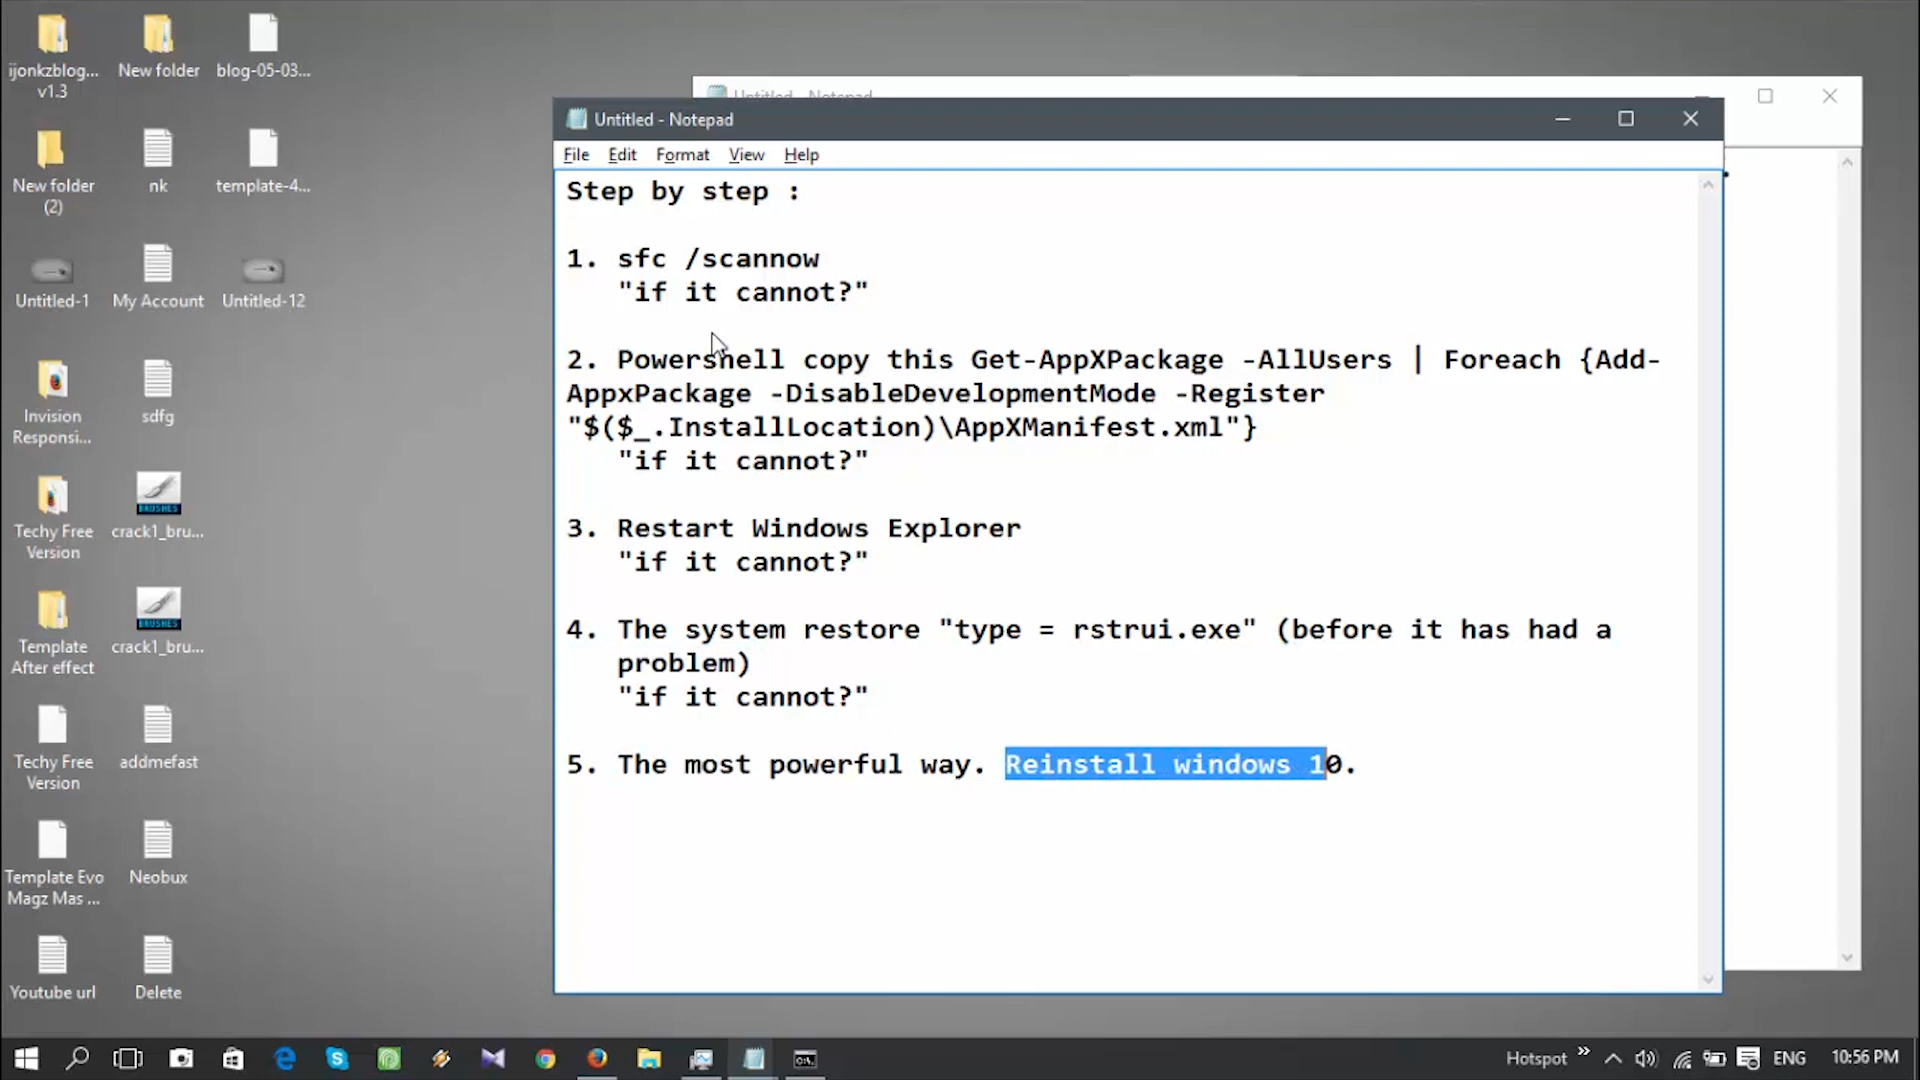 ijonkzblog...
v1.3
New folder
blog-05-03...
New folder
(2)
nk
template-4...
Untitled-1
My Account
Untitled-12
Invision
Responsi...
sdfg
Techy Free
Version
BRUSHES
crack1_bru...
Template
After effect
BRUSHES
crack1_bru...
Techy Free
Version
addmefast
Template Evo
Magz Mas ...
Neobux
Youtube url
Delete
Untitled - Notepad
Untitled - Notepad
File Edit Format View Help
Step by step :
1. sfc /scannow
"if it cannot?"
2. Powershell copy this Get-AppXPackage -AllUsers | Foreach {Add-
AppxPackage -DisableDevelopmentMode -Register
"$($_.InstallLocation)\AppXManifest.xml"}
"if it cannot?"
3. Restart Windows Explorer
"if it cannot?"
4. The system restore "type = rstrui.exe" (before it has had a
problem)
"if it cannot?"
5. The most powerful way. Reinstall windows 10.
Hotspot
ENG
10:56 PM